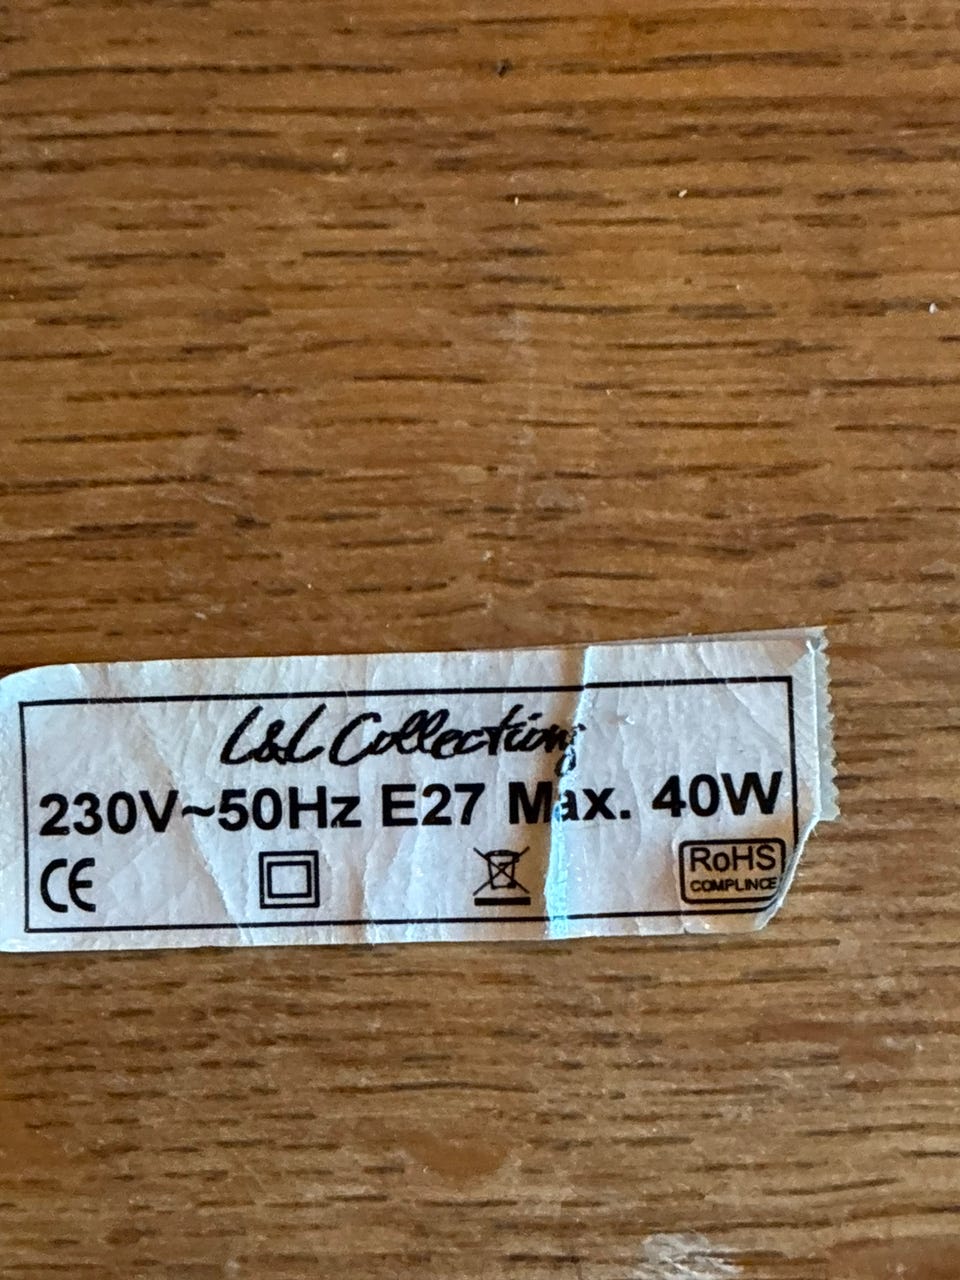 L&L Collections
230V~50Hz E27 Max. 40W
CE
RoHS
COMPLINCE